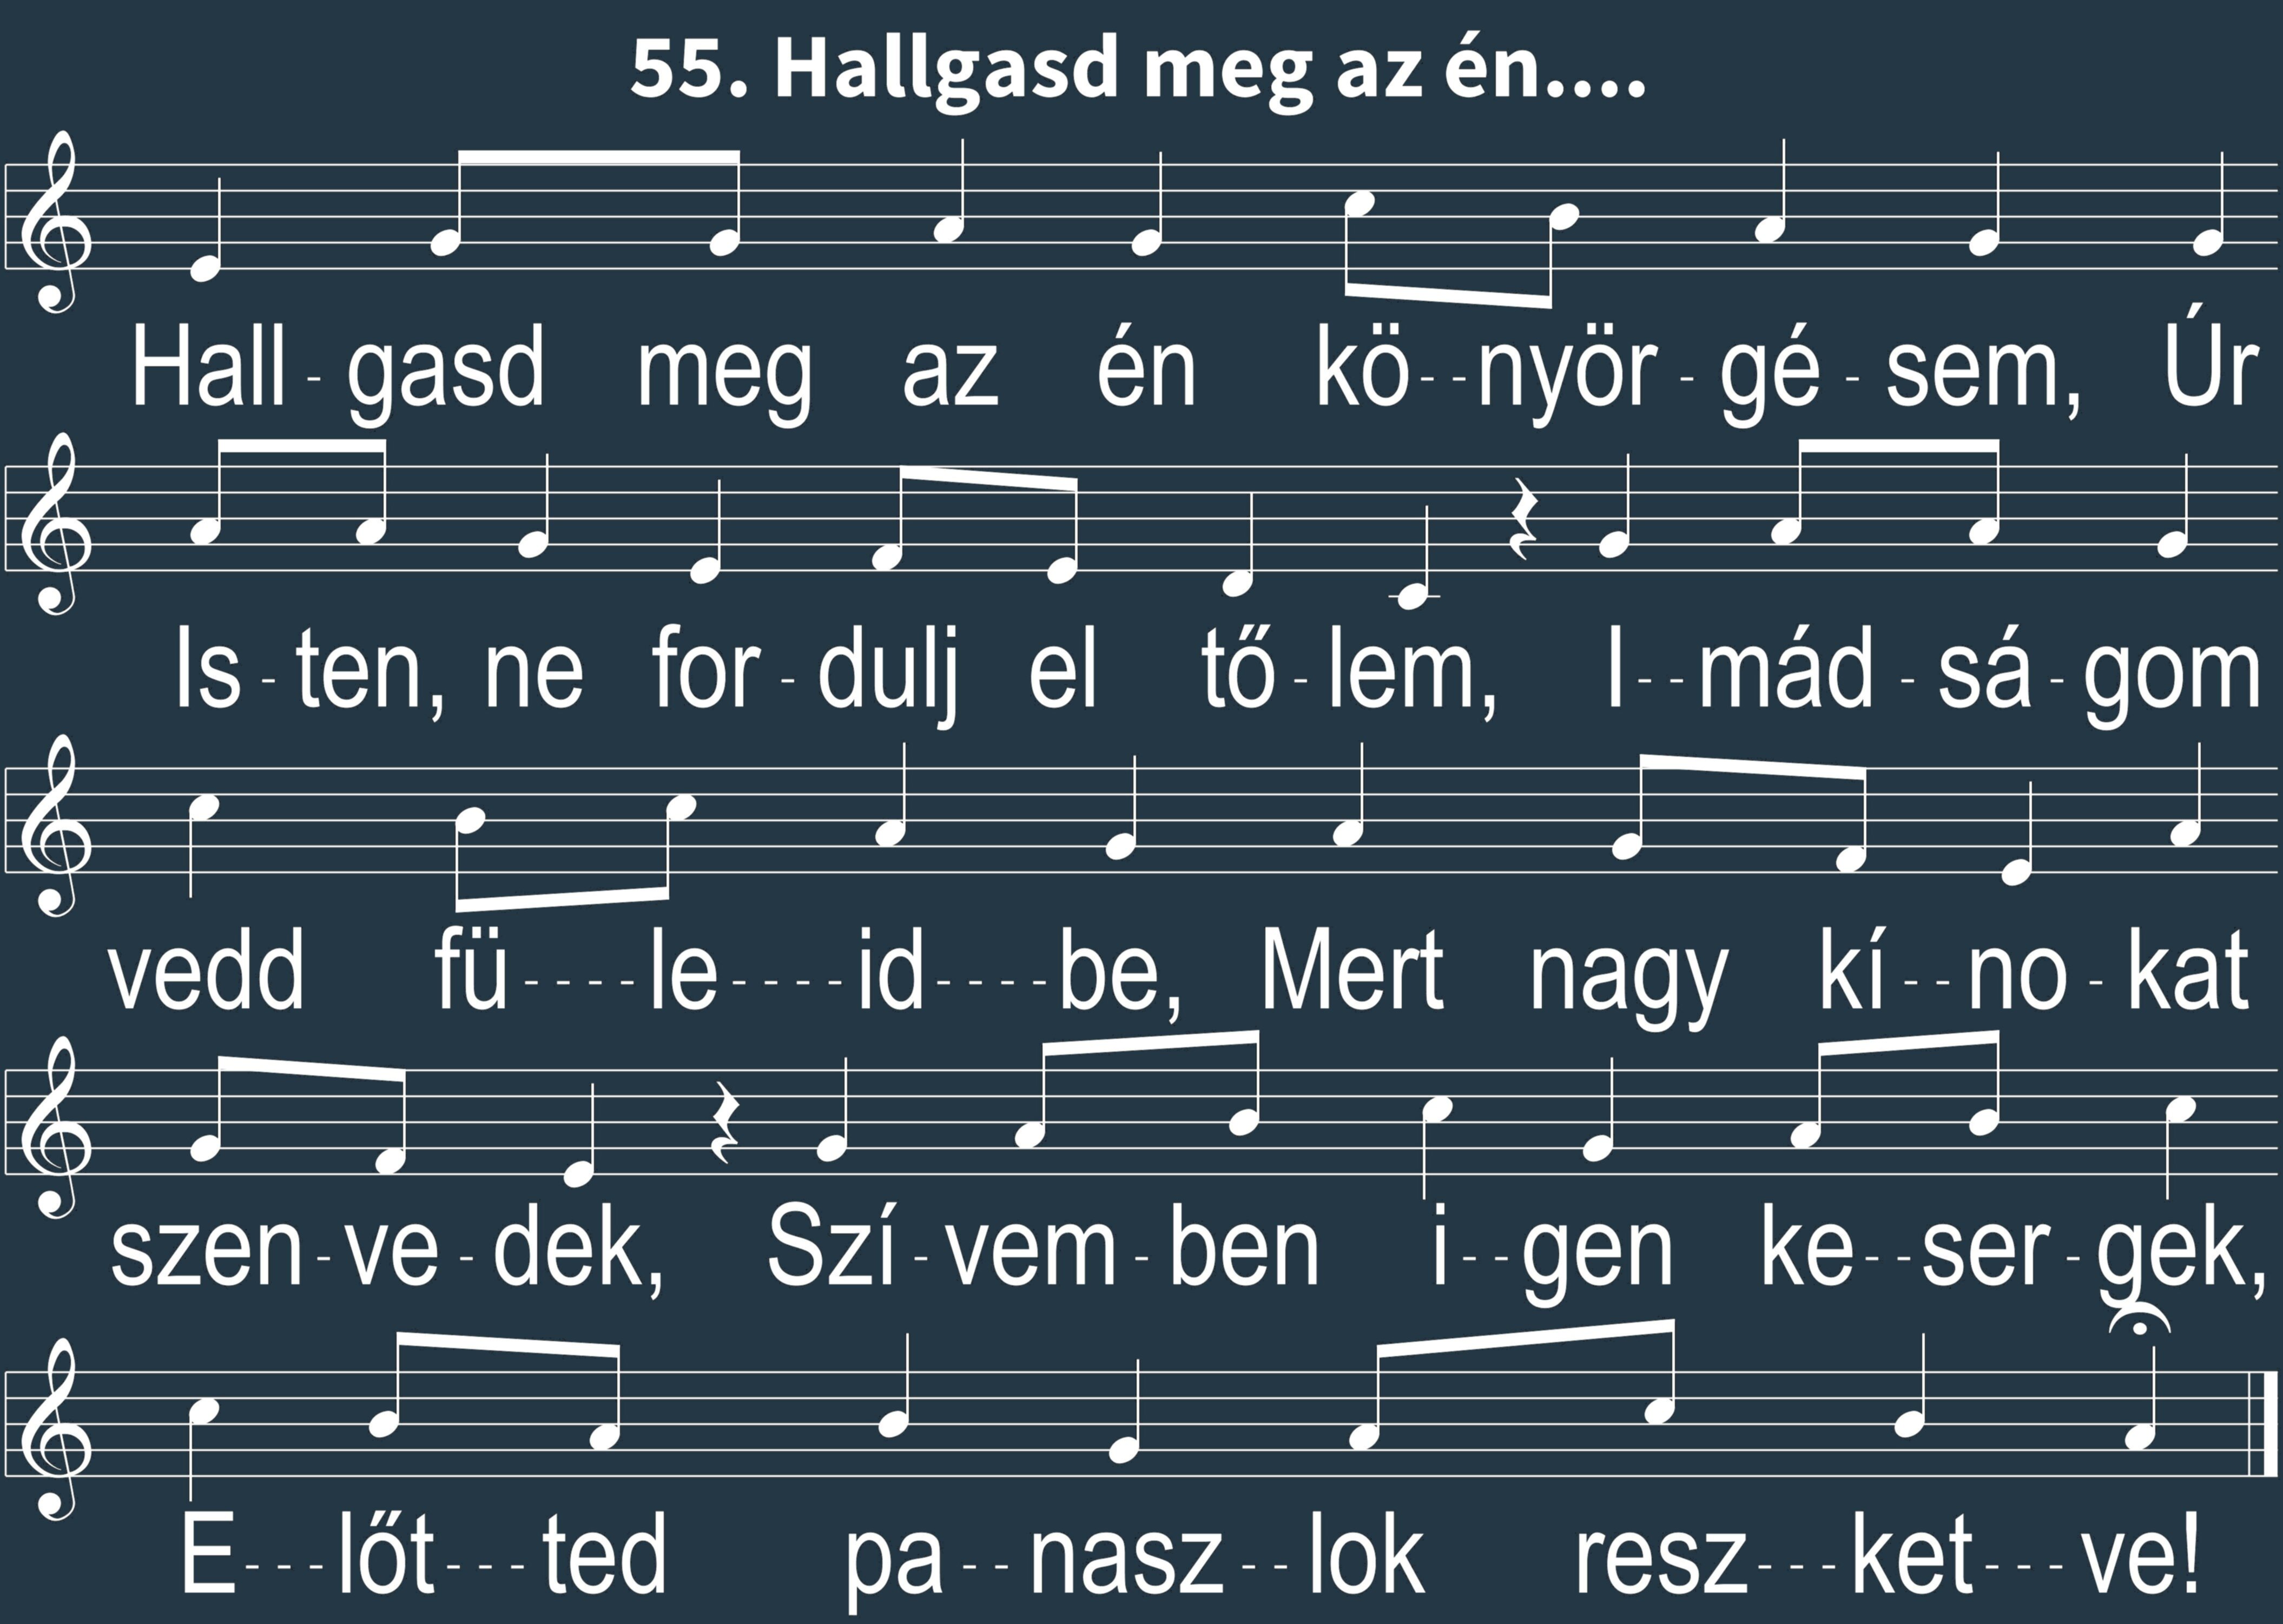 55. Hallgasd meg az én....
Hall-gasd meg az én kö--nyör-gé-sem, Úr
Is-ten, ne for-dulj el tő-lem, I--mád-sá-gom
vedd fü----le----id----be, Mert nagy kí--no-kat
szen-ve-dek, Szí-vem-ben i--gen ke--ser-gek,
E---lőt---ted pa--nasz--lok resz---ket---ve!